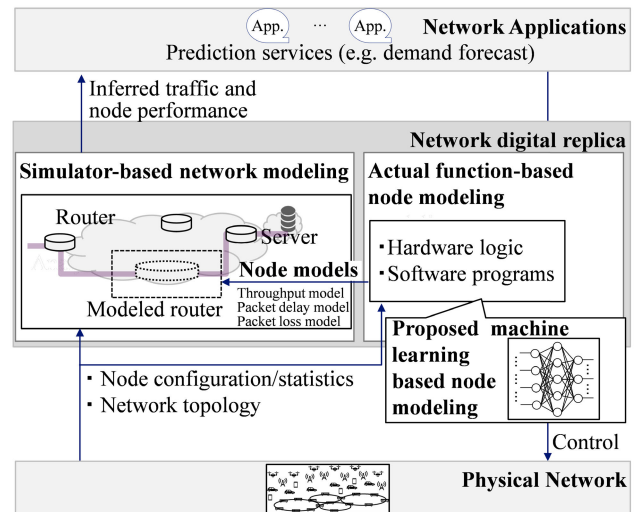 App. ··· App. Network Applications
Prediction services (e.g. demand forecast)
Inferred traffic and
node performance
Network digital replica
Simulator-based network modeling
Router
Server
Modeled router
Node models
Throughput model
Packet delay model
Packet loss model
Actual function-based
node modeling
・Hardware logic
・Software programs
Proposed machine
learning
based node
modeling
・ Node configuration/statistics
・ Network topology
Control
Physical Network